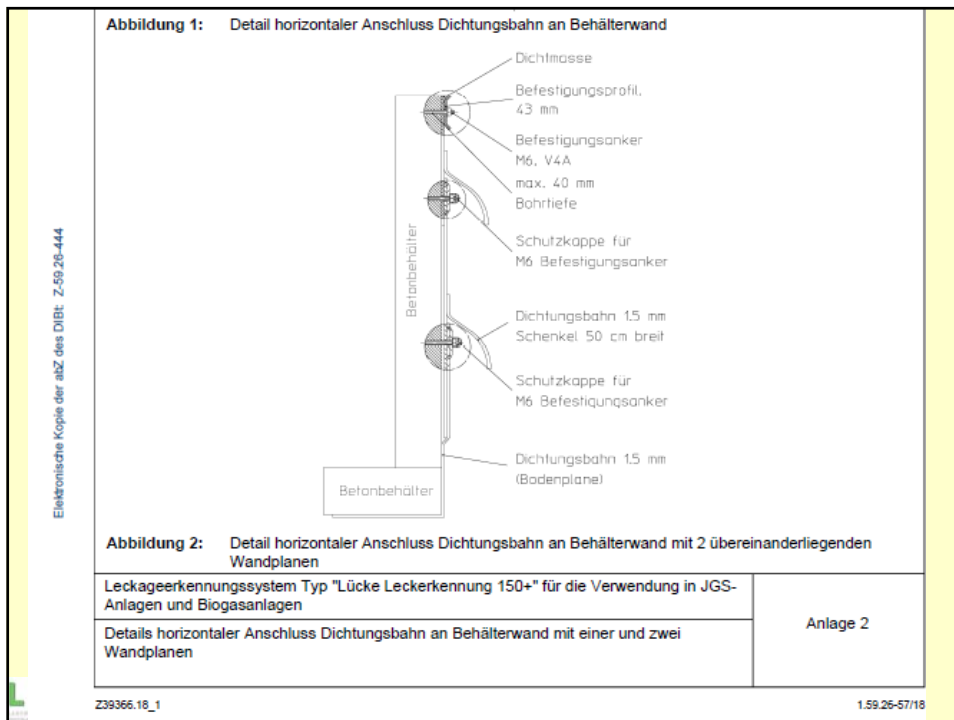 Abbildung 1: Detail horizontaler Anschluss Dichtungsbahn an Behälterwand
Dichtmasse
Befestigungsprofil,
43 mm
Befestigungsanker
M6, V4A
max. 40 mm
Bohrtiefe
Schutzkappe für
M6 Befestigungsanker
Betonbehälter
Dichtungsbahn 1.5 mm
Schenkel 50 cm breit
Schutzkappe für
M6 Befestigungsanker
Dichtungsbahn 1.5 mm
(Bodenplane)
Betonbehälter
Elektronische Kopie der abZ des DIBt: Z-59.26-444
Abbildung 2: Detail horizontaler Anschluss Dichtungsbahn an Behälterwand mit 2 übereinanderliegenden
Wandplanen
Leckageerkennungssystem Typ "Lücke Leckerkennung 150+" für die Verwendung in JGS-
Anlagen und Biogasanlagen
Details horizontaler Anschluss Dichtungsbahn an Behälterwand mit einer und zwei
Wandplanen
Anlage 2
Z39366.18_1
1.59.26-57/18